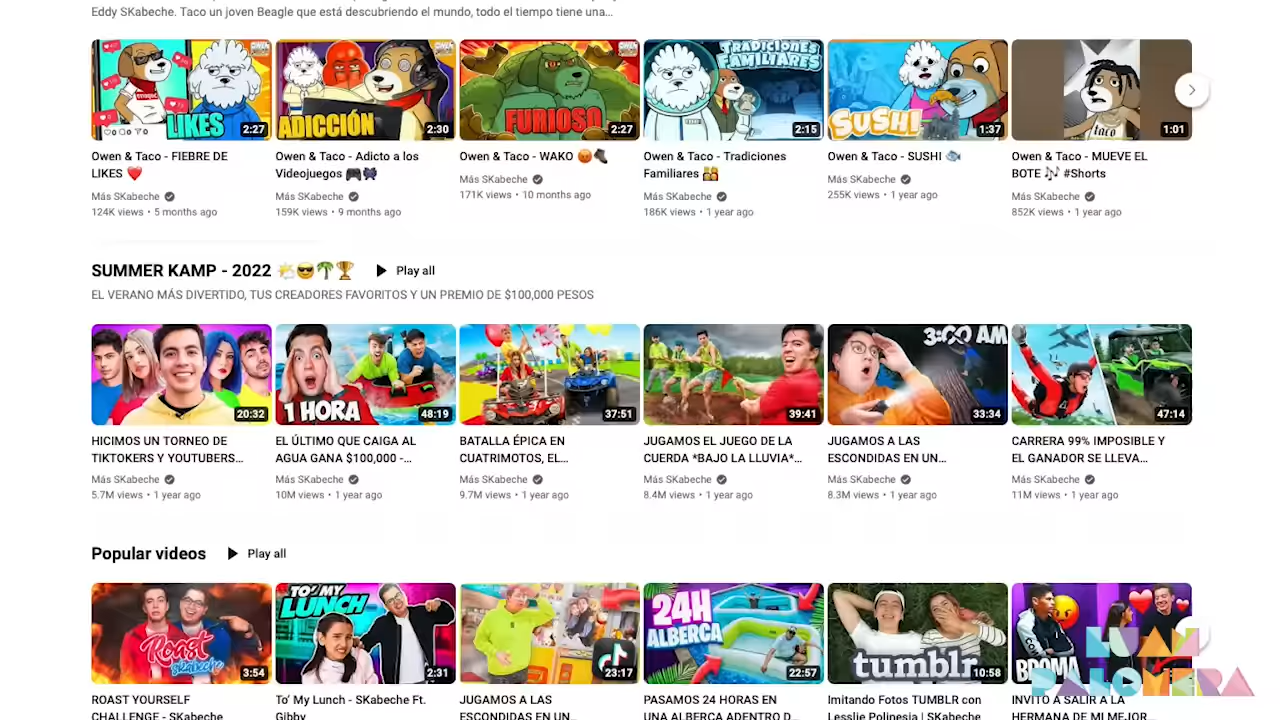 Eddy SKabeche. Taco un joven Beagle que está descubriendo el mundo, todo el tiempo tiene una...
LIKES
2:27
ADICCIÓN
2:30
FURIOSO
2:27
TRADICIONES
FAMILIARES
2:15
SUSHI
1:37
taco
1:01
Owen & Taco - FIEBRE DE
LIKES ❤️
Más SKabeche
124K views • 5 months ago
Owen & Taco - Adicto a los
Videojuegos 🎮👾
Más SKabeche
159K views • 9 months ago
Owen & Taco - WAKO 😡
Más SKabeche
171K views • 10 months ago
Owen & Taco - Tradiciones
Familiares
Más SKabeche
186K views • 1 year ago
Owen & Taco - SUSHI 🐟
Más SKabeche
255K views • 1 year ago
Owen & Taco - MUEVE EL
BOTE 🎶 #Shorts
Más SKabeche
852K views • 1 year ago
SUMMER KAMP - 2022 🌤️😎🌴🏆
Play all
EL VERANO MÁS DIVERTIDO, TUS CREADORES FAVORITOS Y UN PREMIO DE $100,000 PESOS
20:32
1 HORA
48:19
37:51
39:41
3:00 AM
33:34
47:14
HICIMOS UN TORNEO DE
TIKTOKERS Y YOUTUBERS...
Más SKabeche
5.7M views • 1 year ago
EL ÚLTIMO QUE CAIGA AL
AGUA GANA $100,000 -...
Más SKabeche
10M views • 1 year ago
BATALLA ÉPICA EN
CUATRIMOTOS, EL...
Más SKabeche
9.7M views • 1 year ago
JUGAMOS EL JUEGO DE LA
CUERDA *BAJO LA LLUVIA*...
Más SKabeche
8.4M views • 1 year ago
JUGAMOS A LAS
ESCONDIDAS EN UN...
Más SKabeche
8.3M views • 1 year ago
CARRERA 99% IMPOSIBLE Y
EL GANADOR SE LLEVA...
Más SKabeche
11M views • 1 year ago
Popular videos
Play all
Roast
skabeche
3:54
TO' MY
LUNCH
2:31
23:17
24H
ALBERCA
22:57
tumblr.
10:58
BROMA
JUAN
PALOMERA
ROAST YOURSELF
CHALLENGE - SKabeche
To' My Lunch - SKabeche Ft.
Gibby
JUGAMOS A LAS
ESCONDIDAS EN UN...
PASAMOS 24 HORAS EN
UNA ALBERCA ADENTRO D...
Imitando Fotos TUMBLR con
Lesslie Polinesia | SKabeche
INVITO A SALIR A LA
HERMANA DE MI MEJOR...